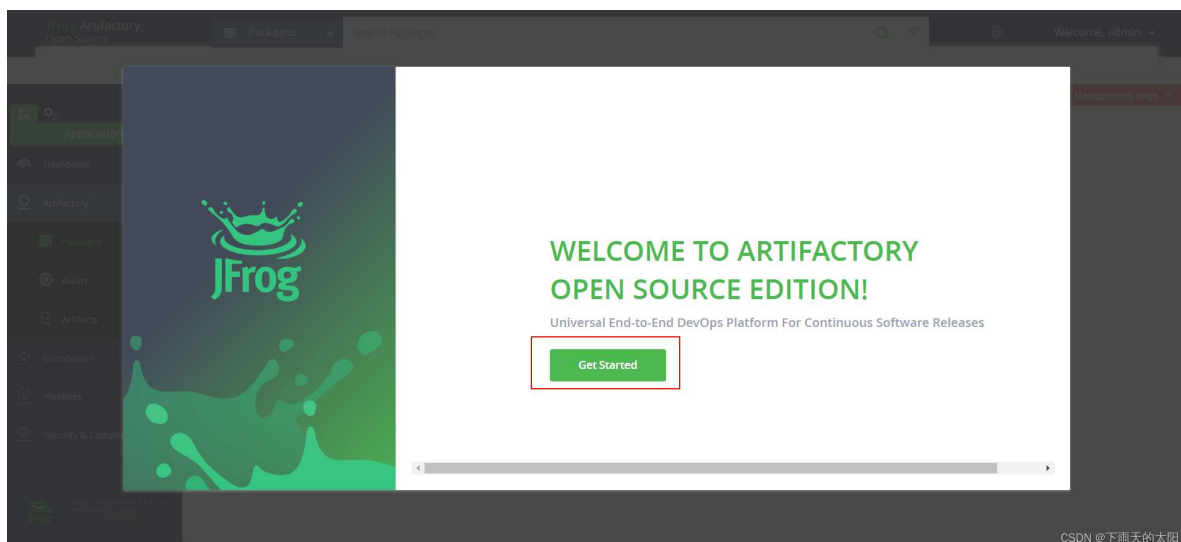 JFrog Artifactory
Open Source
Packages
Search Packages
Welcome, admin
Application
Dashboard
Artifactory
Packages
Builds
Artifacts
Distribution
Pipelines
Security &
JFrog
WELCOME TO ARTIFACTORY
OPEN SOURCE EDITION!
Universal End-to-End DevOps Platform For Continuous Software Releases
Get Started
JFrog
CSDN @下雨天的太阳